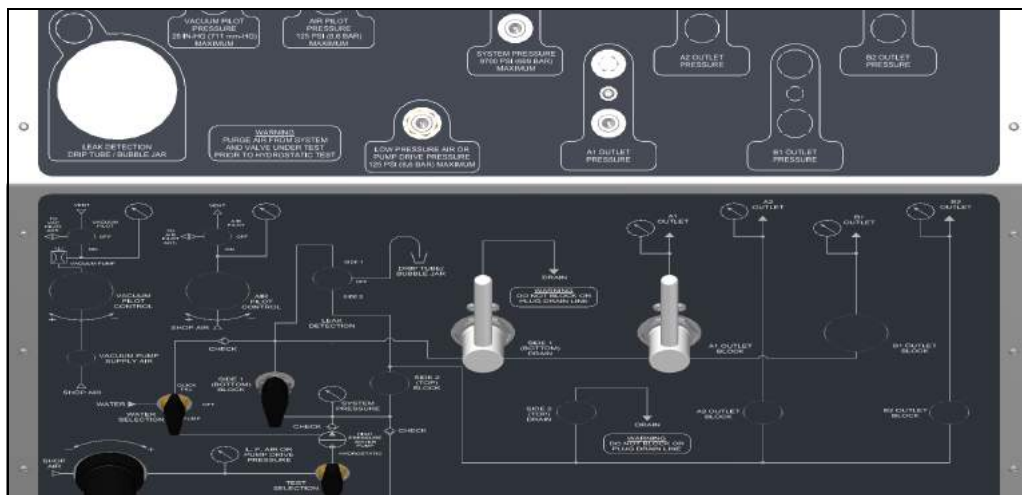 VACUUM PILOT
PRESSURE
28 IN-HG (711 mm-HG)
MAXIMUM
AIR PILOT
PRESSURE
125 PSI (8,6 BAR)
MAXIMUM
SYSTEM PRESSURE
9700 PSI (669 BAR)
MAXIMUM
A2 OUTLET
PRESSURE
B2 OUTLET
PRESSURE
LEAK DETECTION
DRIP TUBE / BUBBLE JAR
WARNING
PURGE AIR FROM SYSTEM
AND VALVE UNDER TEST
PRIOR TO HYDROSTATIC TEST
LOW PRESSURE AIR OR
PUMP DRIVE PRESSURE
125 PSI (8,6 BAR) MAXIMUM
A1 OUTLET
PRESSURE
B1 OUTLET
PRESSURE
VENT
VACUUM
PILOT
OFF
ON
VACUUM PUMP
VACUUM
PILOT
CONTROL
VACUUM PUMP
SUPPLY AIR
SHOP AIR
VENT
AIR
PILOT
OFF
ON
AIR
PILOT
CONTROL
SHOP AIR
CHECK
SIDE 1
OFF
SIDE 2
LEAK
DETECTION
DRIP TUBE/
BUBBLE JAR
DRAIN
WARNING
DO NOT BLOCK OR
PLUG DRAIN LINE
SIDE 1
(BOTTOM)
DRAIN
A1
OUTLET
A2
OUTLET
B1
OUTLET
B2
OUTLET
A1 OUTLET
BLOCK
B1 OUTLET
BLOCK
QUICK
FILL
OFF
PUMP
WATER
WATER
SELECTION
SIDE 1
(BOTTOM)
BLOCK
SIDE 2
(TOP)
BLOCK
SYSTEM
PRESSURE
CHECK
CHECK
TEST
PRESSURE
WATER
PUMP
HYDROSTATIC
SIDE 2
(TOP)
DRAIN
DRAIN
WARNING
DO NOT BLOCK OR
PLUG DRAIN LINE
A2 OUTLET
BLOCK
B2 OUTLET
BLOCK
SHOP
AIR
L. P. AIR OR
PUMP DRIVE
PRESSURE
TEST
SELECTION